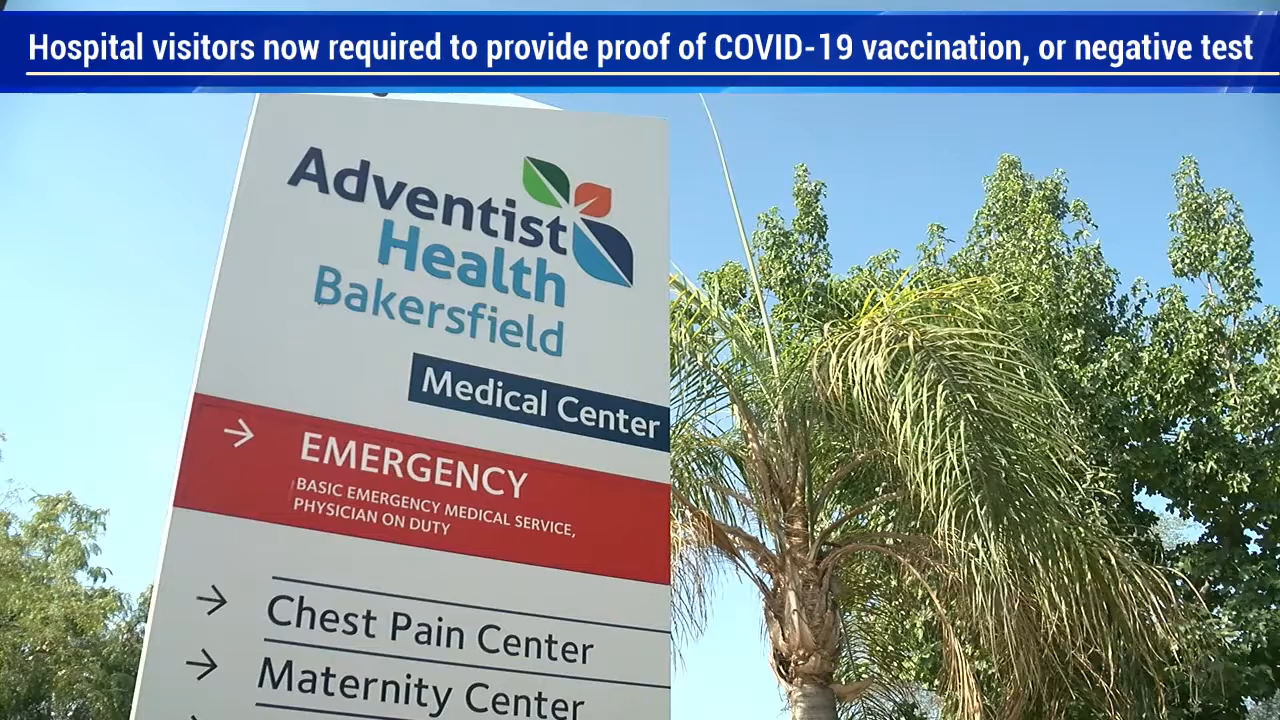 Hospital visitors now required to provide proof of COVID-19 vaccination, or negative test
Adventist
Health
Bakersfield
Medical Center
→ EMERGENCY
BASIC EMERGENCY MEDICAL SERVICE,
PHYSICIAN ON DUTY
→ Chest Pain Center
→ Maternity Center